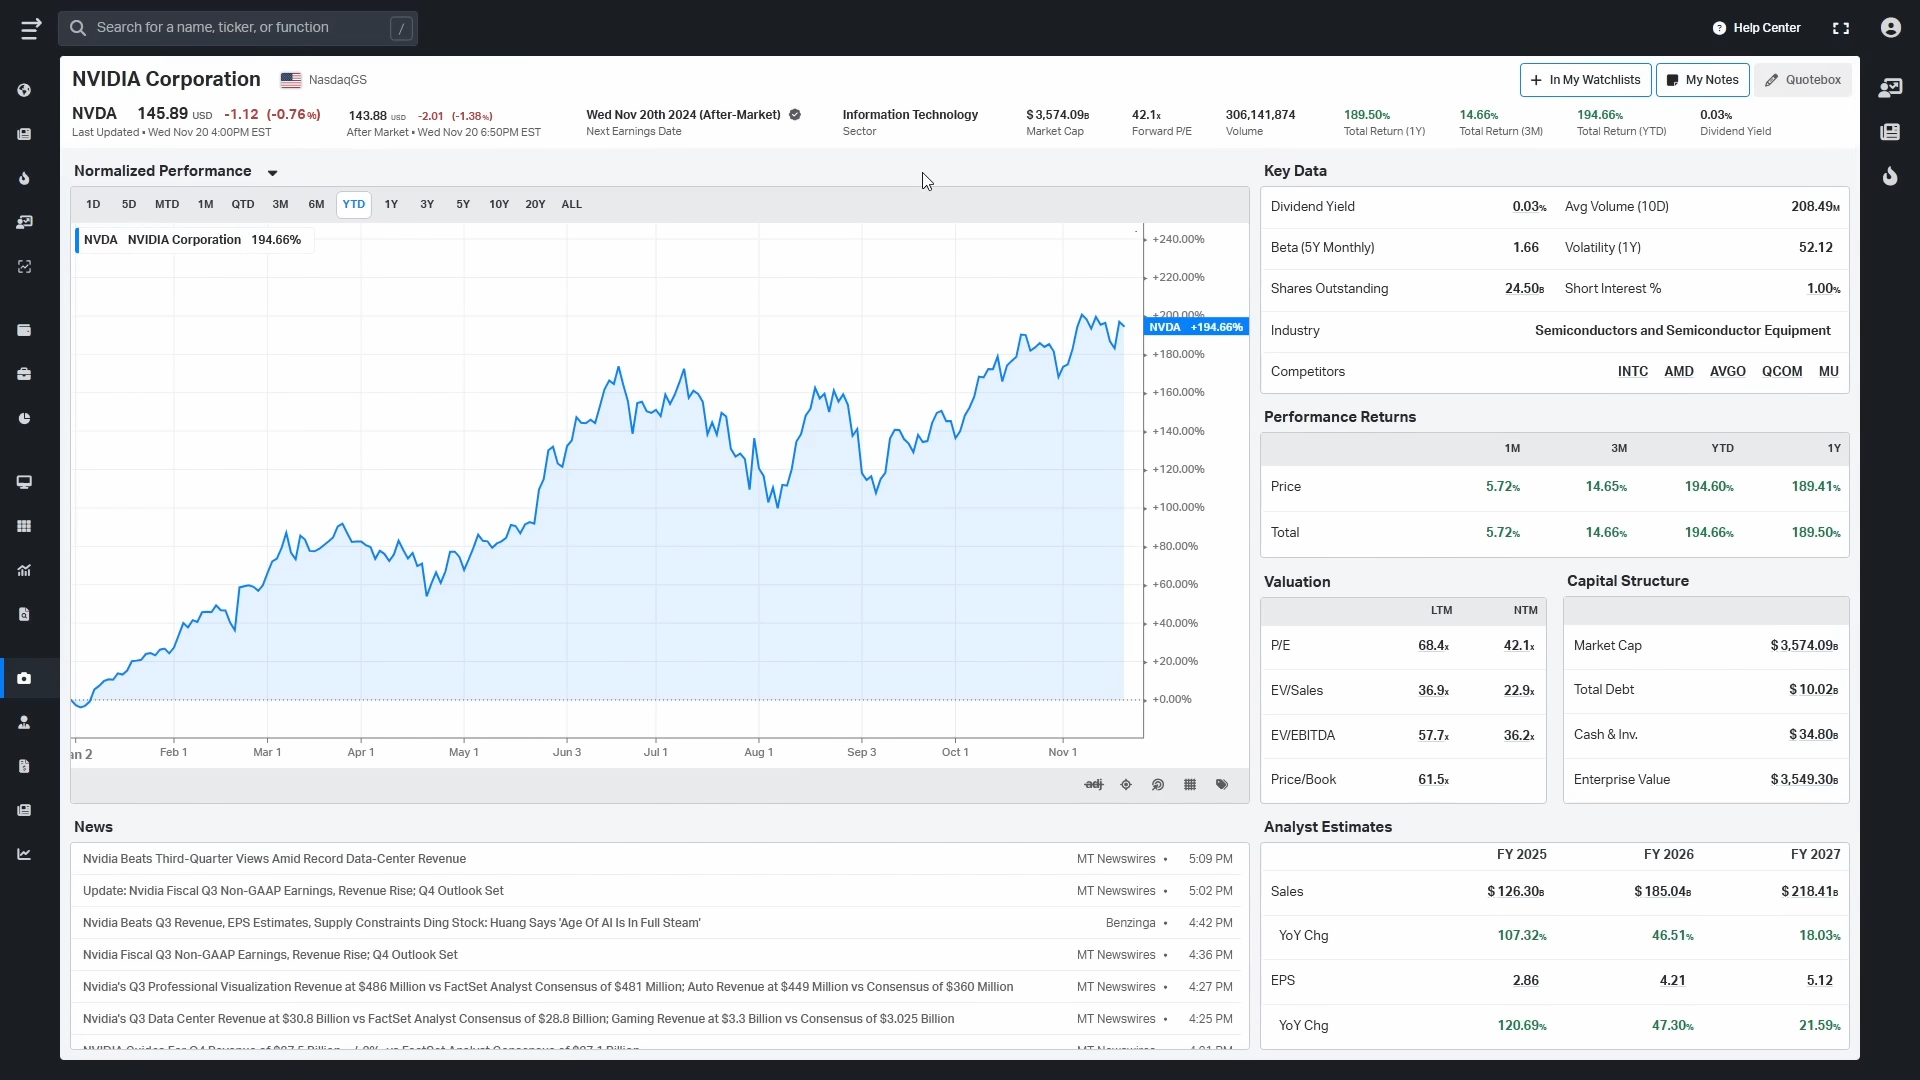 Search for a name, ticker, or function
/
Help Center
NVIDIA Corporation NasdaqGS
In My Watchlists
My Notes
Quotebox
NVDA 145.89 USD -1.12 (-0.76%)
Last Updated • Wed Nov 20 4:00PM EST
143.88 USD -2.01 (-1.38%)
After Market • Wed Nov 20 6:50PM EST
Wed Nov 20th 2024 (After-Market)
Next Earnings Date
Information Technology
Sector
$ 3,574.09B
Market Cap
42.1x
Forward P/E
306,141,874
Volume
189.50%
Total Return (1Y)
14.66%
Total Return (3M)
194.66%
Total Return (YTD)
0.03%
Dividend Yield
Normalized Performance
1D 5D MTD 1M QTD 3M 6M YTD 1Y 3Y 5Y 10Y 20Y ALL
NVDA NVIDIA Corporation 194.66%
+240.00%
+220.00%
+200.00%
NVDA +194.66%
+180.00%
+160.00%
+140.00%
+120.00%
+100.00%
+80.00%
+60.00%
+40.00%
+20.00%
+0.00%
an 2 Feb 1 Mar 1 Apr 1 May 1 Jun 3 Jul 1 Aug 1 Sep 3 Oct 1 Nov 1
adj
Key Data
Dividend Yield 0.03% Avg Volume (10D) 208.49M
Beta (5Y Monthly) 1.66 Volatility (1Y) 52.12
Shares Outstanding 24.50B Short Interest % 1.00%
Industry Semiconductors and Semiconductor Equipment
Competitors INTC AMD AVGO QCOM MU
Performance Returns
1M 3M YTD 1Y
Price 5.72% 14.65% 194.60% 189.41%
Total 5.72% 14.66% 194.66% 189.50%
Valuation
LTM NTM
P/E 68.4x 42.1x
EV/Sales 36.9x 22.9x
EV/EBITDA 57.7x 36.2x
Price/Book 61.5x
Capital Structure
Market Cap $ 3,574.09B
Total Debt $ 10.02B
Cash & Inv. $ 34.80B
Enterprise Value $ 3,549.30B
News
Nvidia Beats Third-Quarter Views Amid Record Data-Center Revenue MT Newswires • 5:09 PM
Update: Nvidia Fiscal Q3 Non-GAAP Earnings, Revenue Rise; Q4 Outlook Set MT Newswires • 5:02 PM
Nvidia Beats Q3 Revenue, EPS Estimates, Supply Constraints Ding Stock: Huang Says 'Age Of AI Is In Full Steam' Benzinga • 4:42 PM
Nvidia Fiscal Q3 Non-GAAP Earnings, Revenue Rise; Q4 Outlook Set MT Newswires • 4:36 PM
Nvidia's Q3 Professional Visualization Revenue at $486 Million vs FactSet Analyst Consensus of $481 Million; Auto Revenue at $449 Million vs Consensus of $360 Million MT Newswires • 4:27 PM
Nvidia's Q3 Data Center Revenue at $30.8 Billion vs FactSet Analyst Consensus of $28.8 Billion; Gaming Revenue at $3.3 Billion vs Consensus of $3.025 Billion MT Newswires • 4:25 PM
Analyst Estimates
FY 2025 FY 2026 FY 2027
Sales $ 126.30B $ 185.04B $ 218.41B
YoY Chg 107.32% 46.51% 18.03%
EPS 2.86 4.21 5.12
YoY Chg 120.69% 47.30% 21.59%